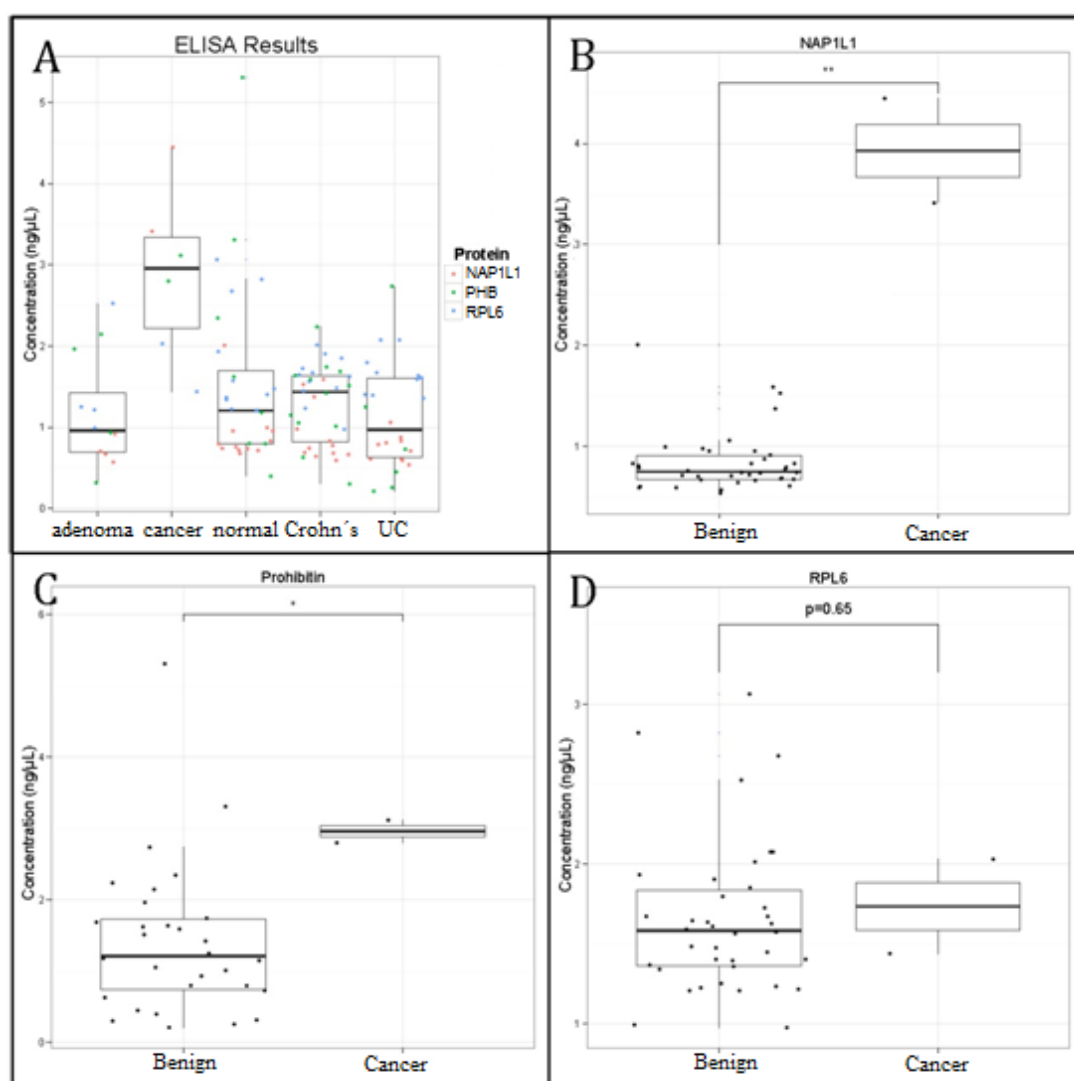 A
ELISA Results
Concentration (ng/µL)
5
4
3
2
1
0
adenoma cancer normal Crohn´s UC
Protein
NAP1L1
PHB
RPL6
B
NAP1L1
**
Concentration (ng/µL)
4
3
2
1
Benign Cancer
C
Prohibitin
*
Concentration (ng/µL)
6
4
2
0
Benign Cancer
D
RPL6
p=0.65
Concentration (ng/µL)
3
2
1
Benign Cancer